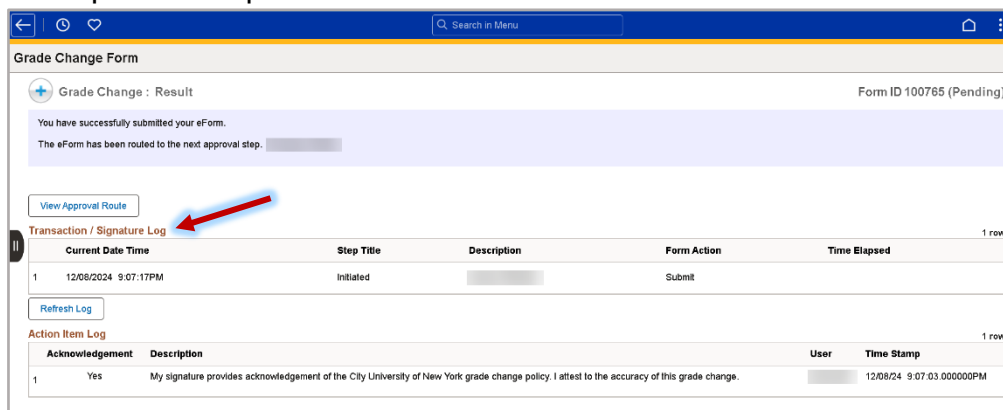 Search in Menu
Grade Change Form
Grade Change : Result
Form ID 100765 (Pending)
You have successfully submitted your eForm.
The eForm has been routed to the next approval step.
View Approval Route
Transaction / Signature Log
1 row
Current Date Time Step Title Description Form Action Time Elapsed
1 12/08/2024 9:07:17PM Initiated Submit
Refresh Log
Action Item Log
1 row
Acknowledgement Description User Time Stamp
1 Yes My signature provides acknowledgement of the City University of New York grade change policy. I attest to the accuracy of this grade change. 12/08/24 9:07:03.000000PM